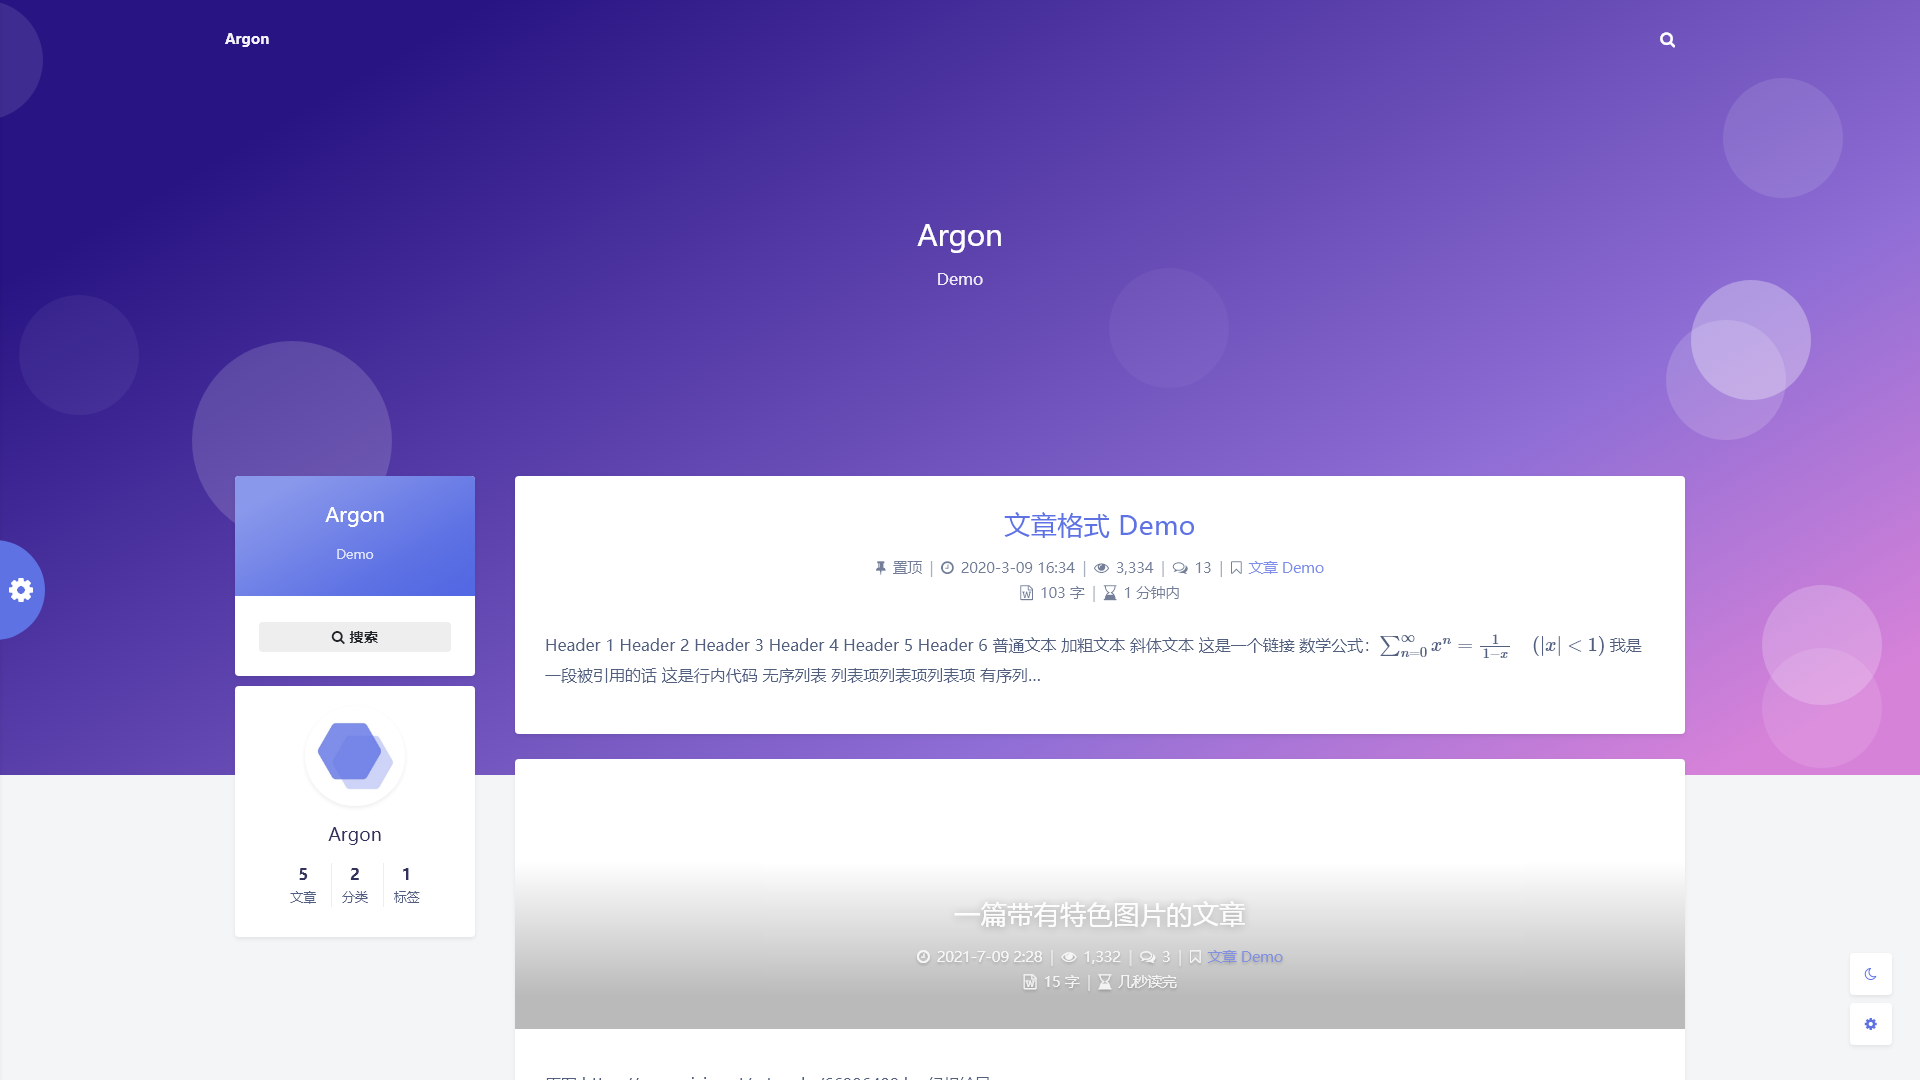 Argon
Argon
Demo
Argon
Demo
搜索
Argon
5 2 1
文章 分类 标签
文章格式 Demo
置顶 | 2020-3-09 16:34 | 3,334 | 13 | 文章 Demo
103 字 | 1 分钟内
Header 1 Header 2 Header 3 Header 4 Header 5 Header 6 普通文本 加粗文本 斜体文本 这是一个链接 数学公式：∑_{n=0}^{∞} x^n = \frac{1}{1−x} (|x| < 1) 我是
一段被引用的话 这是行内代码 无序列表 列表项列表项列表项 有序列…
一篇带有特色图片的文章
2021-7-09 2:28 | 1,332 | 3 | 文章 Demo
15 字 | 几秒读完